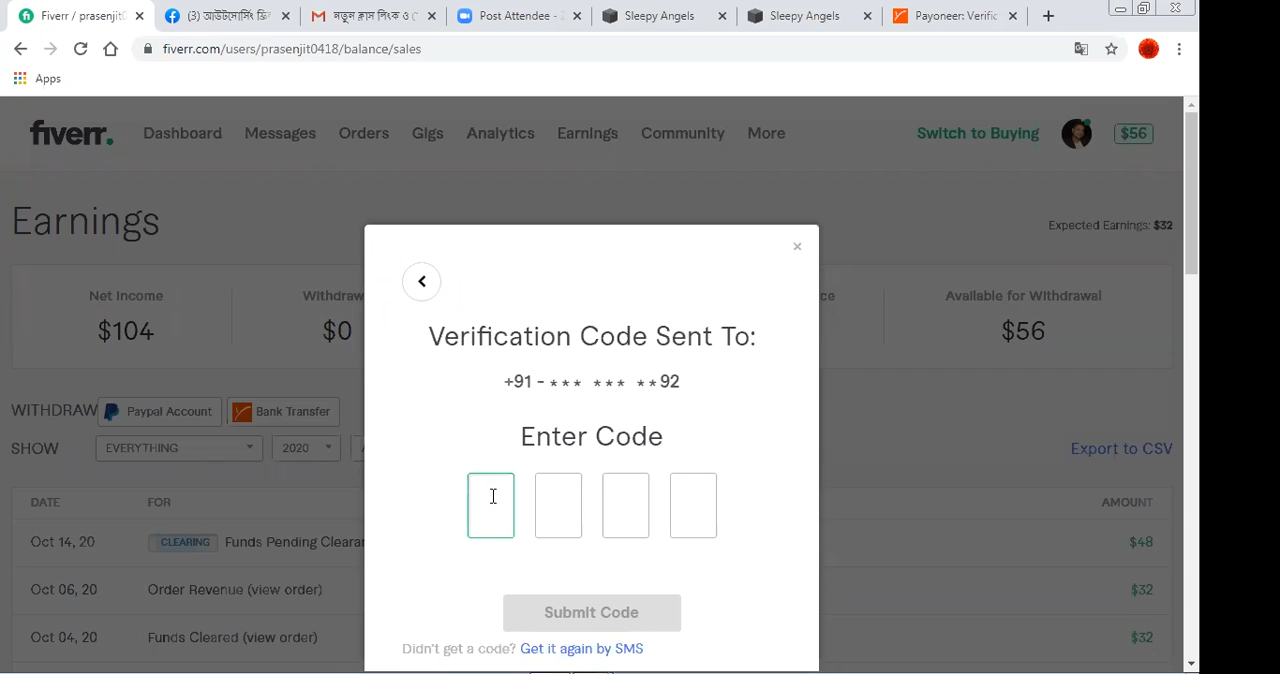 Fiverr / prasenjit0
(3) আউটসোর্সিং ফ্রি
নতুন ক্লাস লিংক ও
Post Attendee -
Sleepy Angels
Sleepy Angels
Payoneer: Verific
fiverr.com/users/prasenjit0418/balance/sales
Apps
fiverr.
Dashboard Messages Orders Gigs Analytics Earnings Community More
Switch to Buying
$56
Earnings
Expected Earnings: $32
Net Income
$104
$0
Available for Withdrawal
$56
×
Verification Code Sent To:
+91 - *** *** **92
Enter Code
WITHDRAW
Paypal Account
Bank Transfer
SHOW
EVERYTHING
2020
Export to CSV
DATE FOR AMOUNT
Oct 14, 20 CLEARING Funds Pending $48
Oct 06, 20 Order Revenue (view order) $32
Oct 04, 20 Funds Cleared (view order) $32
Submit Code
Didn't get a code? Get it again by SMS